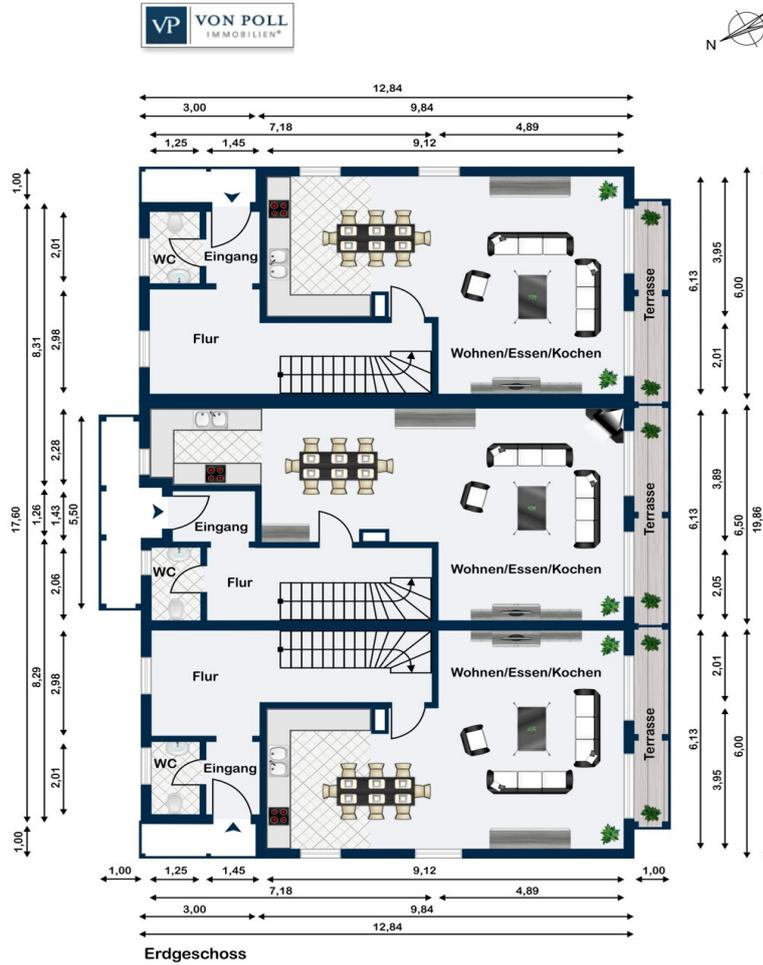 VP VON POLL
IMMOBILIEN®
N
12,84
3,00 9,84
7,18 4,89
1,25 1,45 9,12
1,00
2,01
2,98
8,31
2,28
1,26
1,43
5,50
17,60
2,06
8,29
2,98
2,01
1,00
WC
Eingang
Flur
Wohnen/Essen/Kochen
Terrasse
6,13
3,95
2,01
6,00
Eingang
WC
Flur
Wohnen/Essen/Kochen
Terrasse
6,13
3,89
2,05
6,50
19,86
Flur
Wohnen/Essen/Kochen
WC
Eingang
Terrasse
6,13
2,01
3,95
6,00
1,00 1,25 1,45 9,12 1,00
7,18 4,89
3,00 9,84
12,84
Erdgeschoss